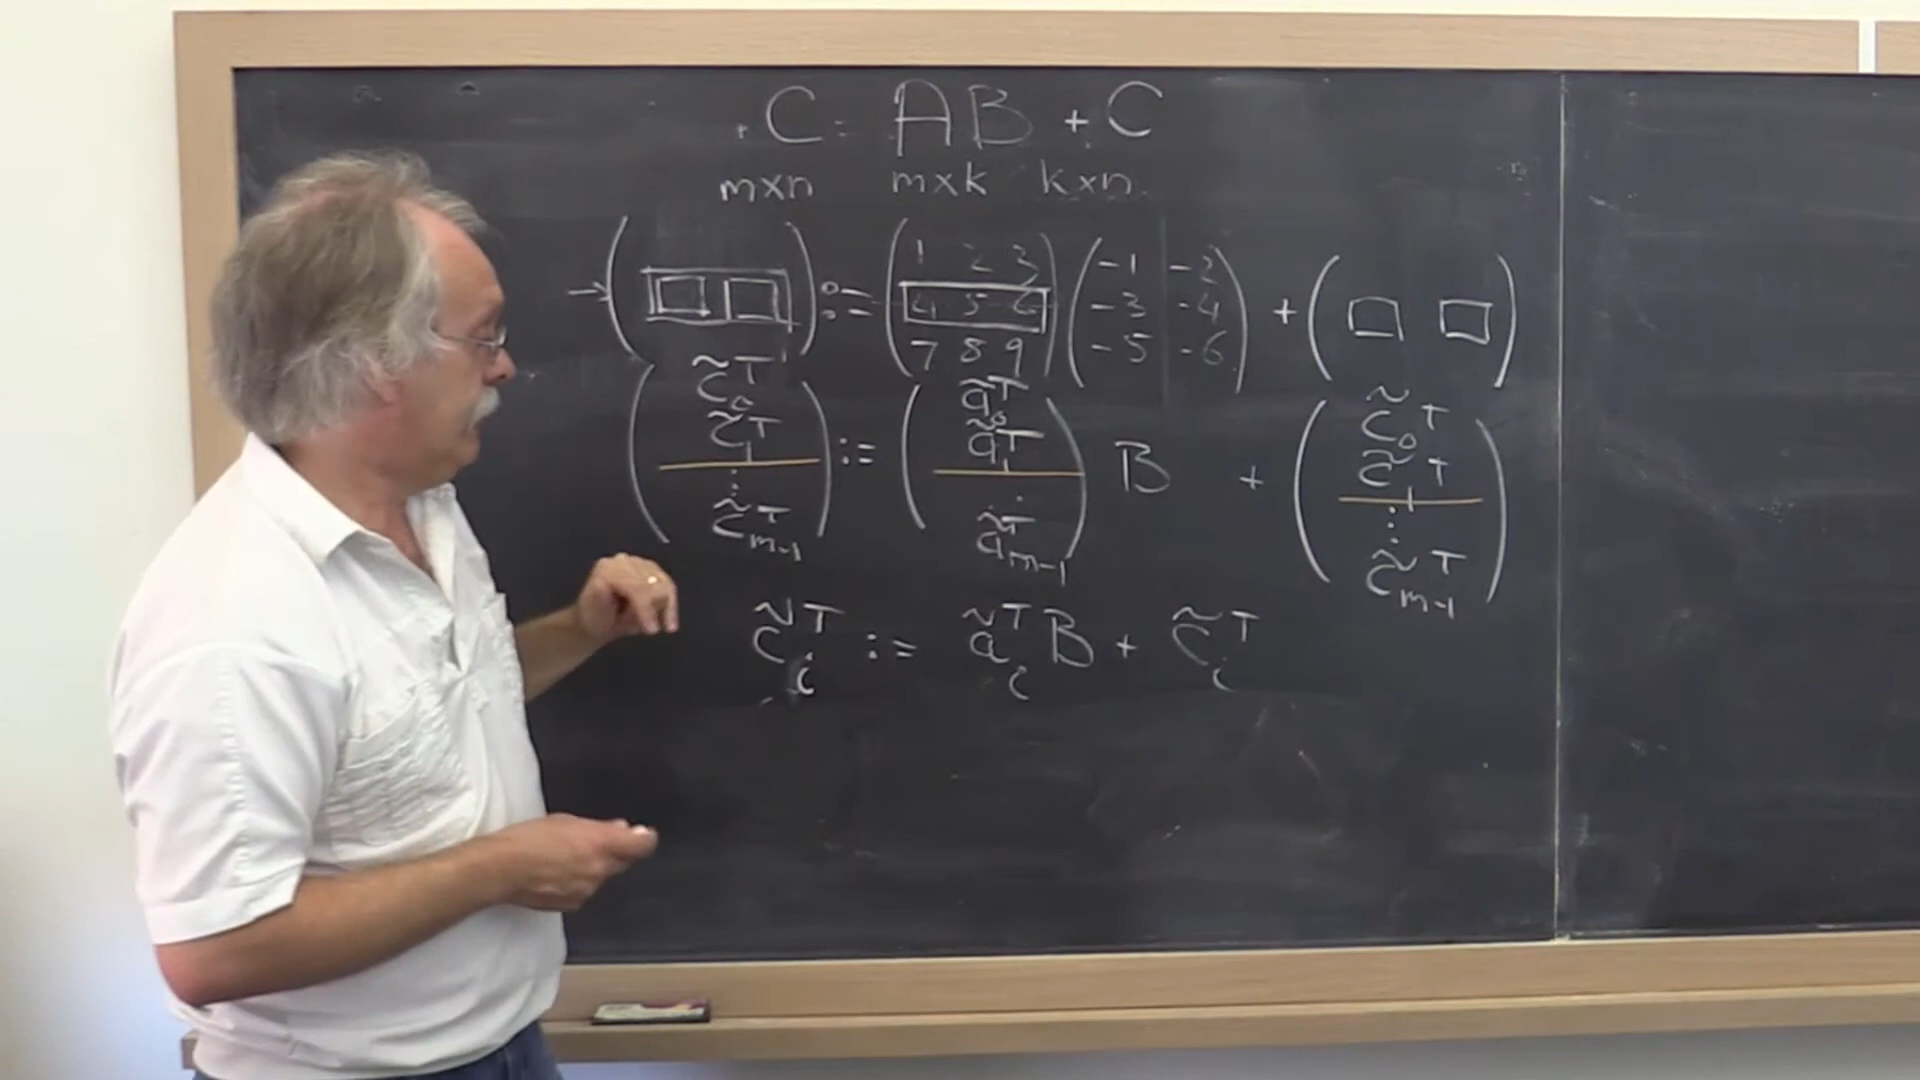 C := AB + C
m×n m×k k×n
→ ( □ □ ) := ( 1 2 3 ; 4 5 6 ; 7 8 9 ) ( -1 -2 ; -3 -4 ; -5 -6 ) + ( □ □ )
( c̃₀ᵀ ; c̃₁ᵀ ; ⋮ ; c̃ₘ₋₁ᵀ ) := ( ã₀ᵀ ; ã₁ᵀ ; ⋮ ; ãₘ₋₁ᵀ ) B + ( c̃₀ᵀ ; c̃₁ᵀ ; ⋮ ; c̃ₘ₋₁ᵀ )
c̃ᵢᵀ := ãᵢᵀ B + c̃ᵢᵀ